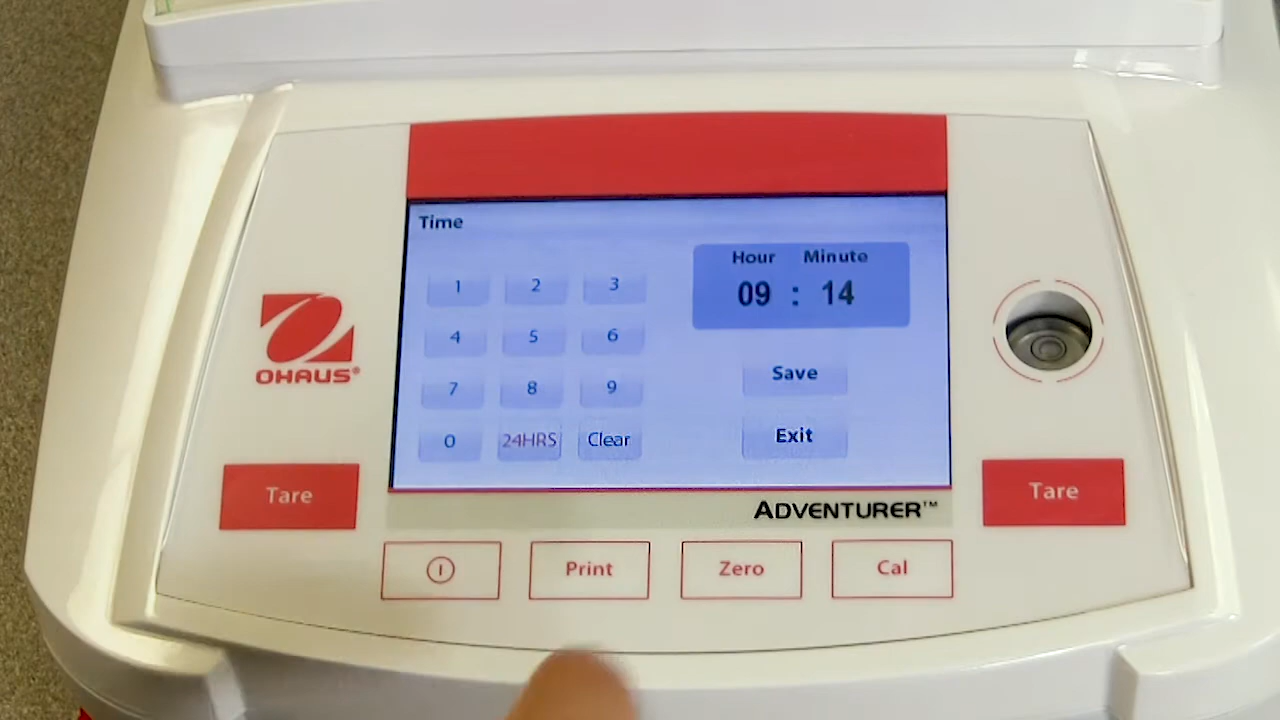 Time
Hour Minute
09 : 14
1 2 3
4 5 6
7 8 9
0 24HRS Clear
Save
Exit
OHAUS®
Tare
Tare
ADVENTURER™
Print
Zero
Cal